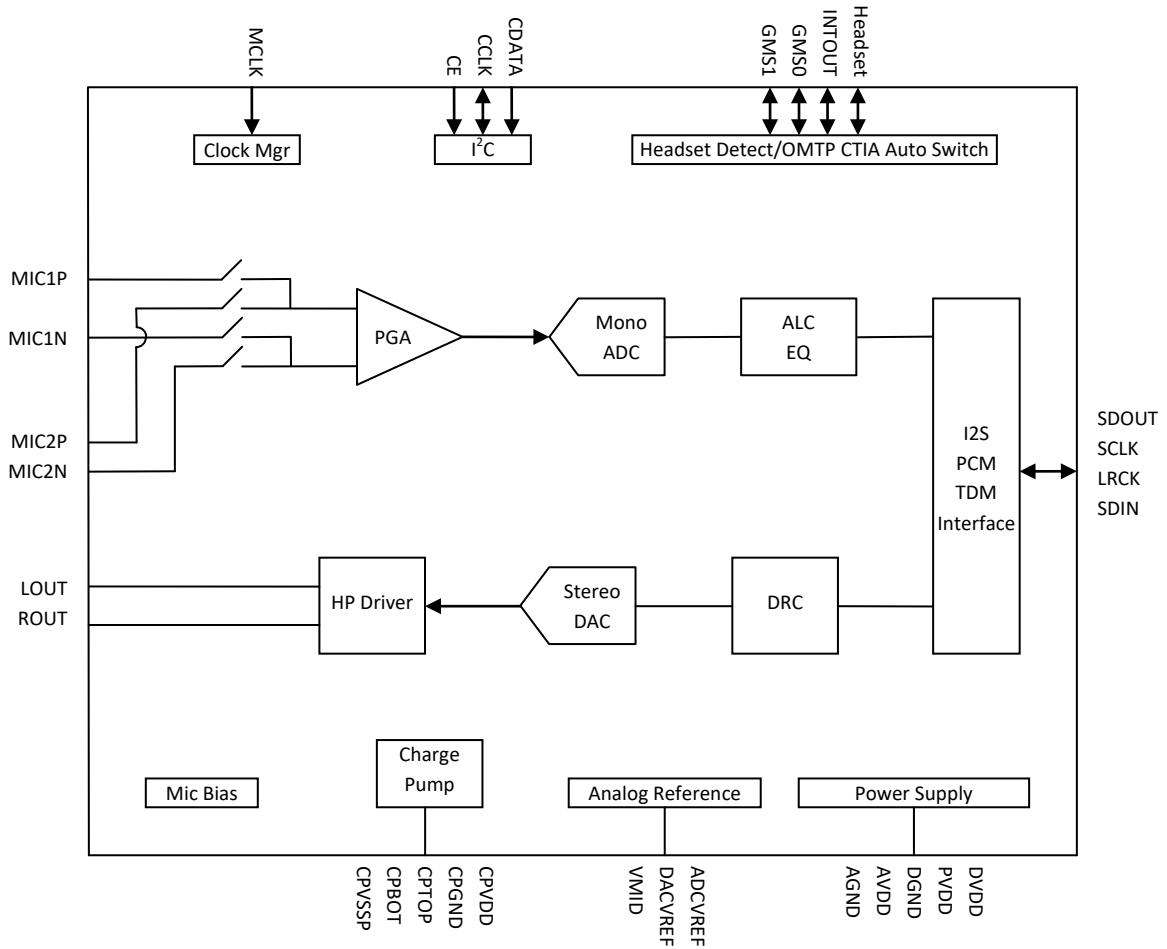 MCLK
CE
CCLK
CDATA
GMS1
GMS0
INTOUT
Headset
Clock Mgr
I²C
Headset Detect/OMTP CTIA Auto Switch
MIC1P
MIC1N
MIC2P
MIC2N
PGA
Mono
ADC
ALC
EQ
I2S
PCM
TDM
Interface
SDOUT
SCLK
LRCK
SDIN
LOUT
ROUT
HP Driver
Stereo
DAC
DRC
Mic Bias
Charge
Pump
Analog Reference
Power Supply
CPVSSP
CPBOT
CPTOP
CPGND
CPVDD
VMID
DACVREF
ADCVREF
AGND
AVDD
DGND
PVDD
DVDD